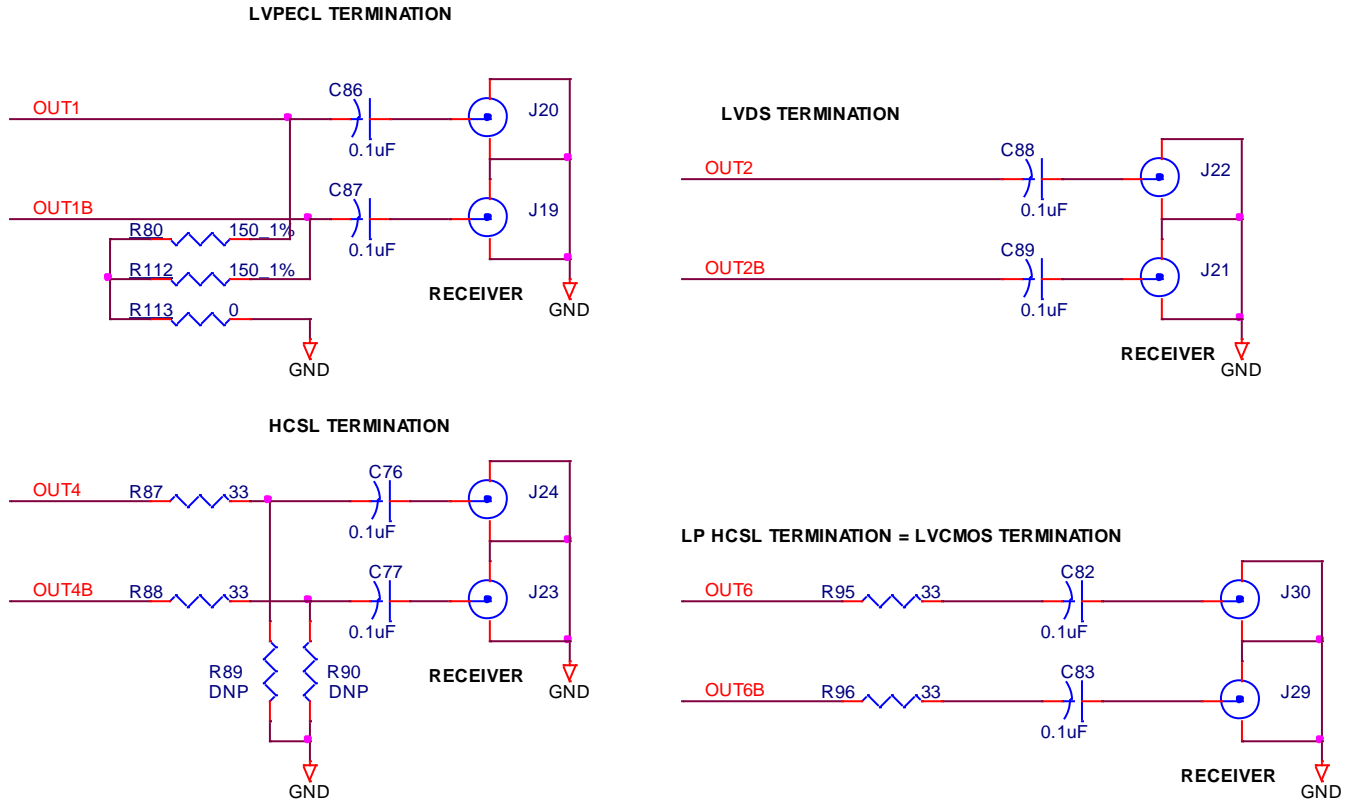 LVPECL TERMINATION
OUT1
C86
0.1uF
J20
OUT1B
C87
0.1uF
J19
R80 150_1%
R112 150_1%
R113 0
GND
RECEIVER
GND
LVDS TERMINATION
OUT2
C88
0.1uF
J22
OUT2B
C89
0.1uF
J21
RECEIVER
GND
HCSL TERMINATION
OUT4
R87 33
C76
0.1uF
J24
OUT4B
R88 33
C77
0.1uF
J23
R89
DNP
R90
DNP
GND
RECEIVER
GND
LP HCSL TERMINATION = LVCMOS TERMINATION
OUT6
R95 33
C82
0.1uF
J30
OUT6B
R96 33
C83
0.1uF
J29
RECEIVER
GND